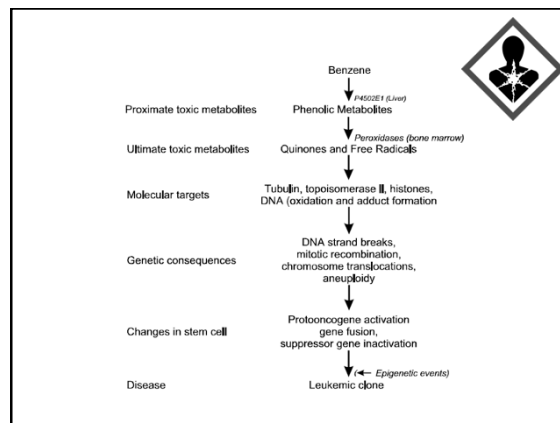 Benzene
P4502E1 (Liver)
Proximate toxic metabolites Phenolic Metabolites
Peroxidases (bone marrow)
Ultimate toxic metabolites Quinones and Free Radicals
Tubulin, topoisomerase II, histones,
Molecular targets
DNA (oxidation and adduct formation
DNA strand breaks,
mitotic recombination,
Genetic consequences
chromosome translocations,
aneuploidy
Protooncogene activation
Changes in stem cell gene fusion,
suppressor gene inactivation
( Epigenetic events)
Disease Leukemic clone